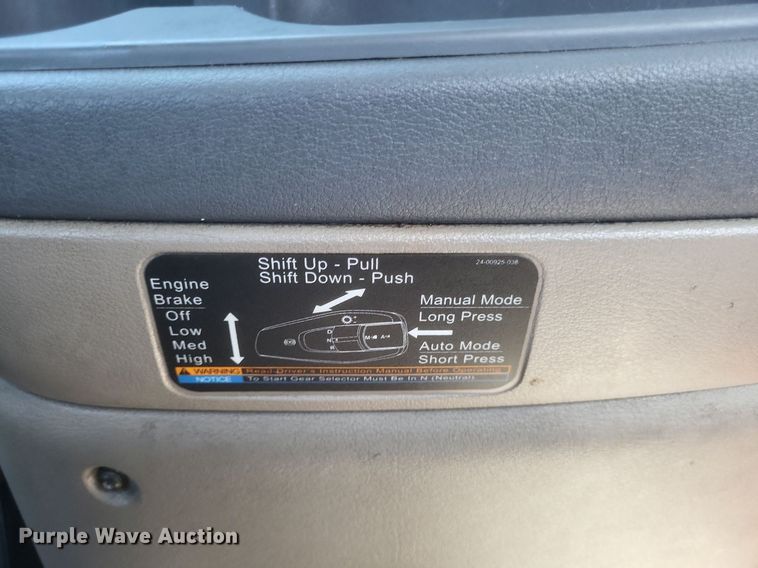 24-00925-038
Shift Up - Pull
Shift Down - Push
Engine
Brake
Off
Low
Med
High
Manual Mode
Long Press
Auto Mode
Short Press
D
N
R
M
A
WARNING Read Driver's Instruction Manual Before Operating
NOTICE To Start Gear Selector Must Be In N (Neutral)
Purple Wave Auction